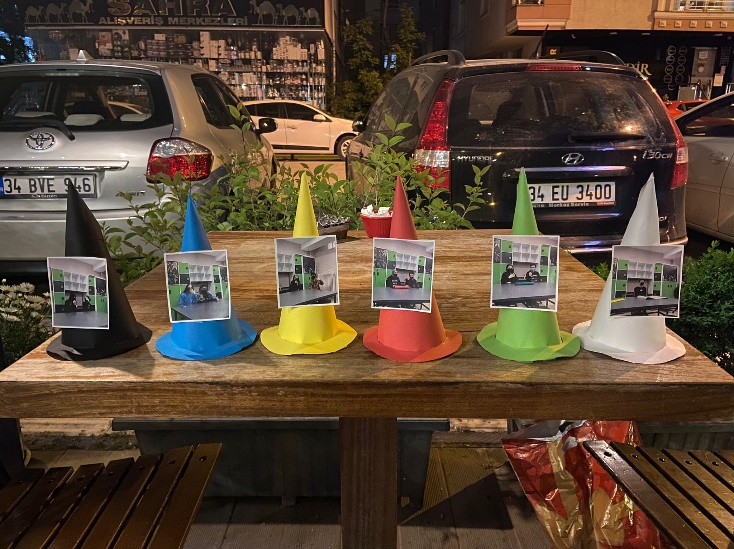 SAHRA
ALIŞVERİŞ MERKEZLERİ
TOYOTA
34 BVE 946
HYUNDAI
i30CW
34 EU 3400